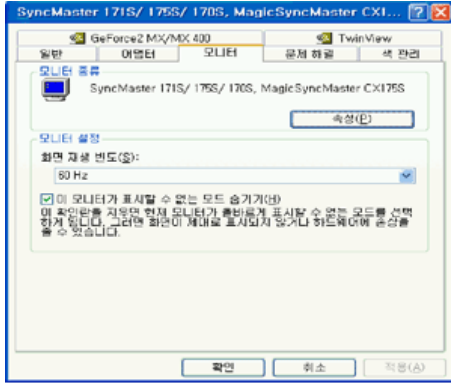 SyncMaster 171S/ 175S/ 170S, MagicSyncMaster CX1...
GeForce2 MX/MX 400
TwinView
일반
어댑터
모니터
문제 해결
색 관리
모니터 종류
SyncMaster 171S/ 175S/ 170S, MagicSyncMaster CX175S
속성(P)
모니터 설정
화면 재생 빈도(S):
60 Hz
이 모니터가 표시할 수 없는 모드 숨기기(H)
이 확인란을 지우면 현재 모니터가 올바르게 표시할 수 없는 모드를 선택
하게 됩니다. 그러면 화면이 제대로 표시되지 않거나 하드웨어에 손상을
줄 수 있습니다.
확인
취소
적용(A)